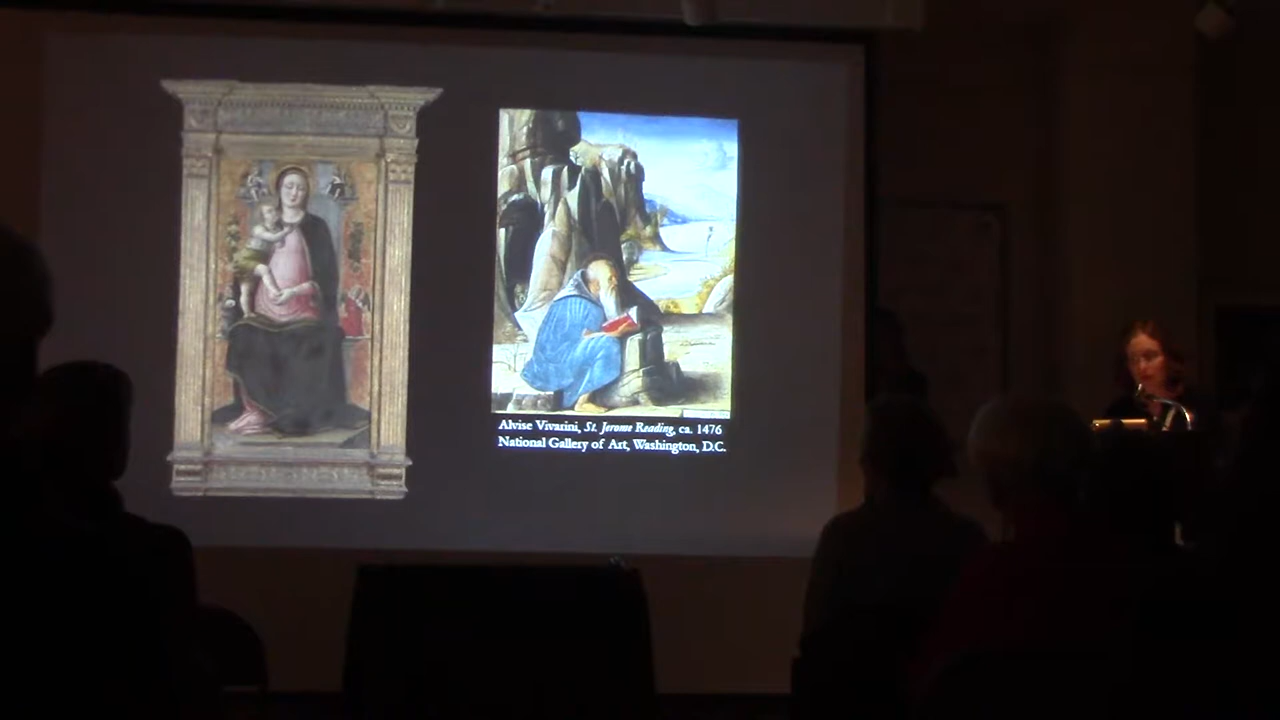 Alvise Vivarini, St. Jerome Reading, ca. 1476
National Gallery of Art, Washington, D.C.